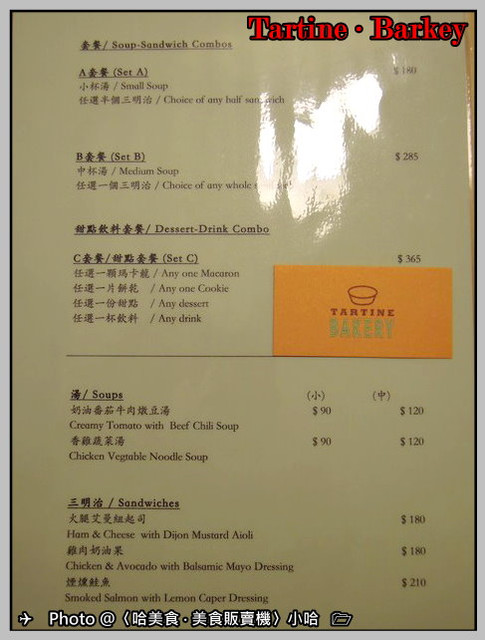 Tartine · Barkey
套餐/ Soup-Sandwich Combos
A套餐 (Set A) $ 180
小杯湯 / Small Soup
任選半個三明治 / Choice of any half sandwich
B套餐 (Set B) $ 285
中杯湯 / Medium Soup
任選一個三明治 / Choice of any whole
甜點飲料套餐/ Dessert-Drink Combo
C套餐/甜點套餐 (Set C) $ 365
任選一顆瑪卡龍 / Any one Macaron
任選一片餅乾 / Any one Cookie
任選一份甜點 / Any dessert
任選一杯飲料 / Any drink
TARTINE
BAKERY
湯/ Soups (小) (中)
奶油番茄牛肉燉豆湯 $ 90 $ 120
Creamy Tomato with Beef Chili Soup
香雞蔬菜湯 $ 90 $ 120
Chicken Vegtable Noodle Soup
三明治 / Sandwiches
火腿艾曼紐起司 $ 180
Ham & Cheese with Dijon Mustard Aioli
雞肉奶油果 $ 180
Chicken & Avocado with Balsamic Mayo Dressing
煙燻鮭魚 $ 210
Smoked Salmon with Lemon Caper Dressing
Photo @〈哈美食·美食販賣機〉小哈